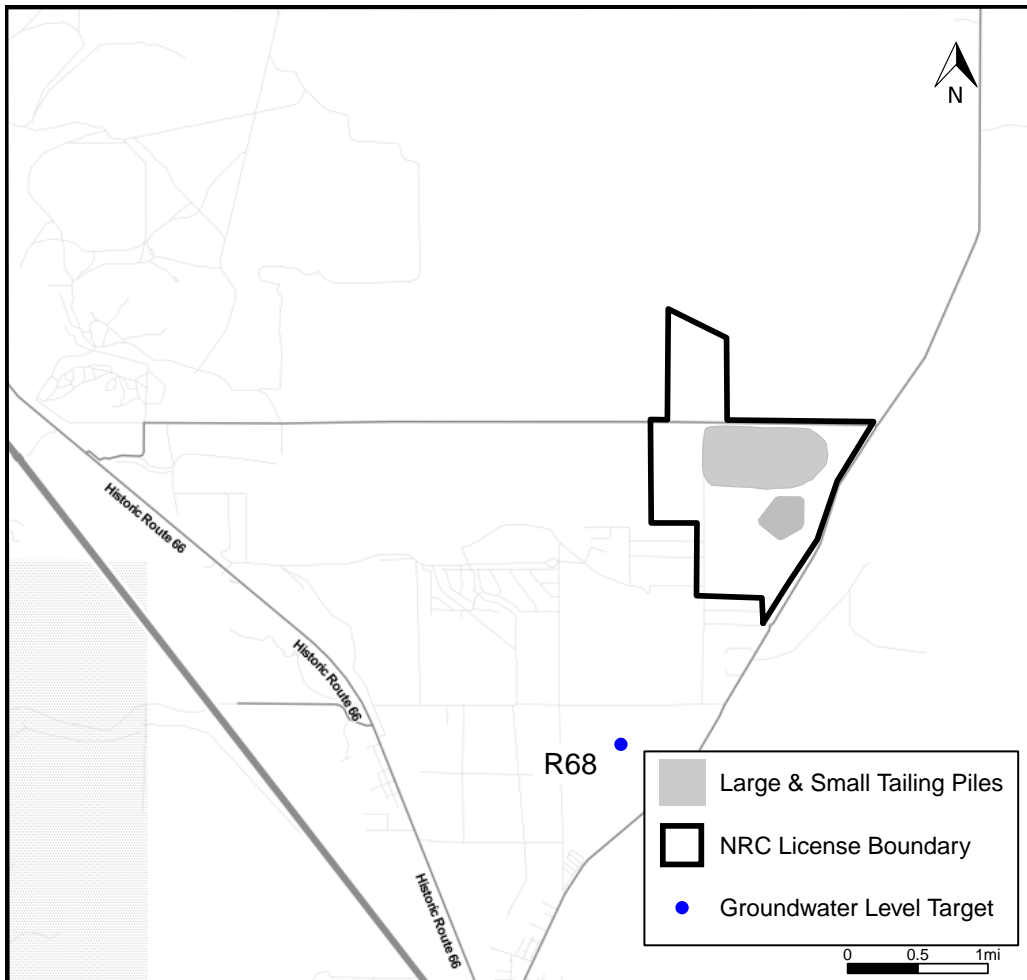 N
Historic Route 66
Historic Route 66
R68
Large & Small Tailing Piles
NRC License Boundary
Historic Route 66
Groundwater Level Target
0 0.5 1mi